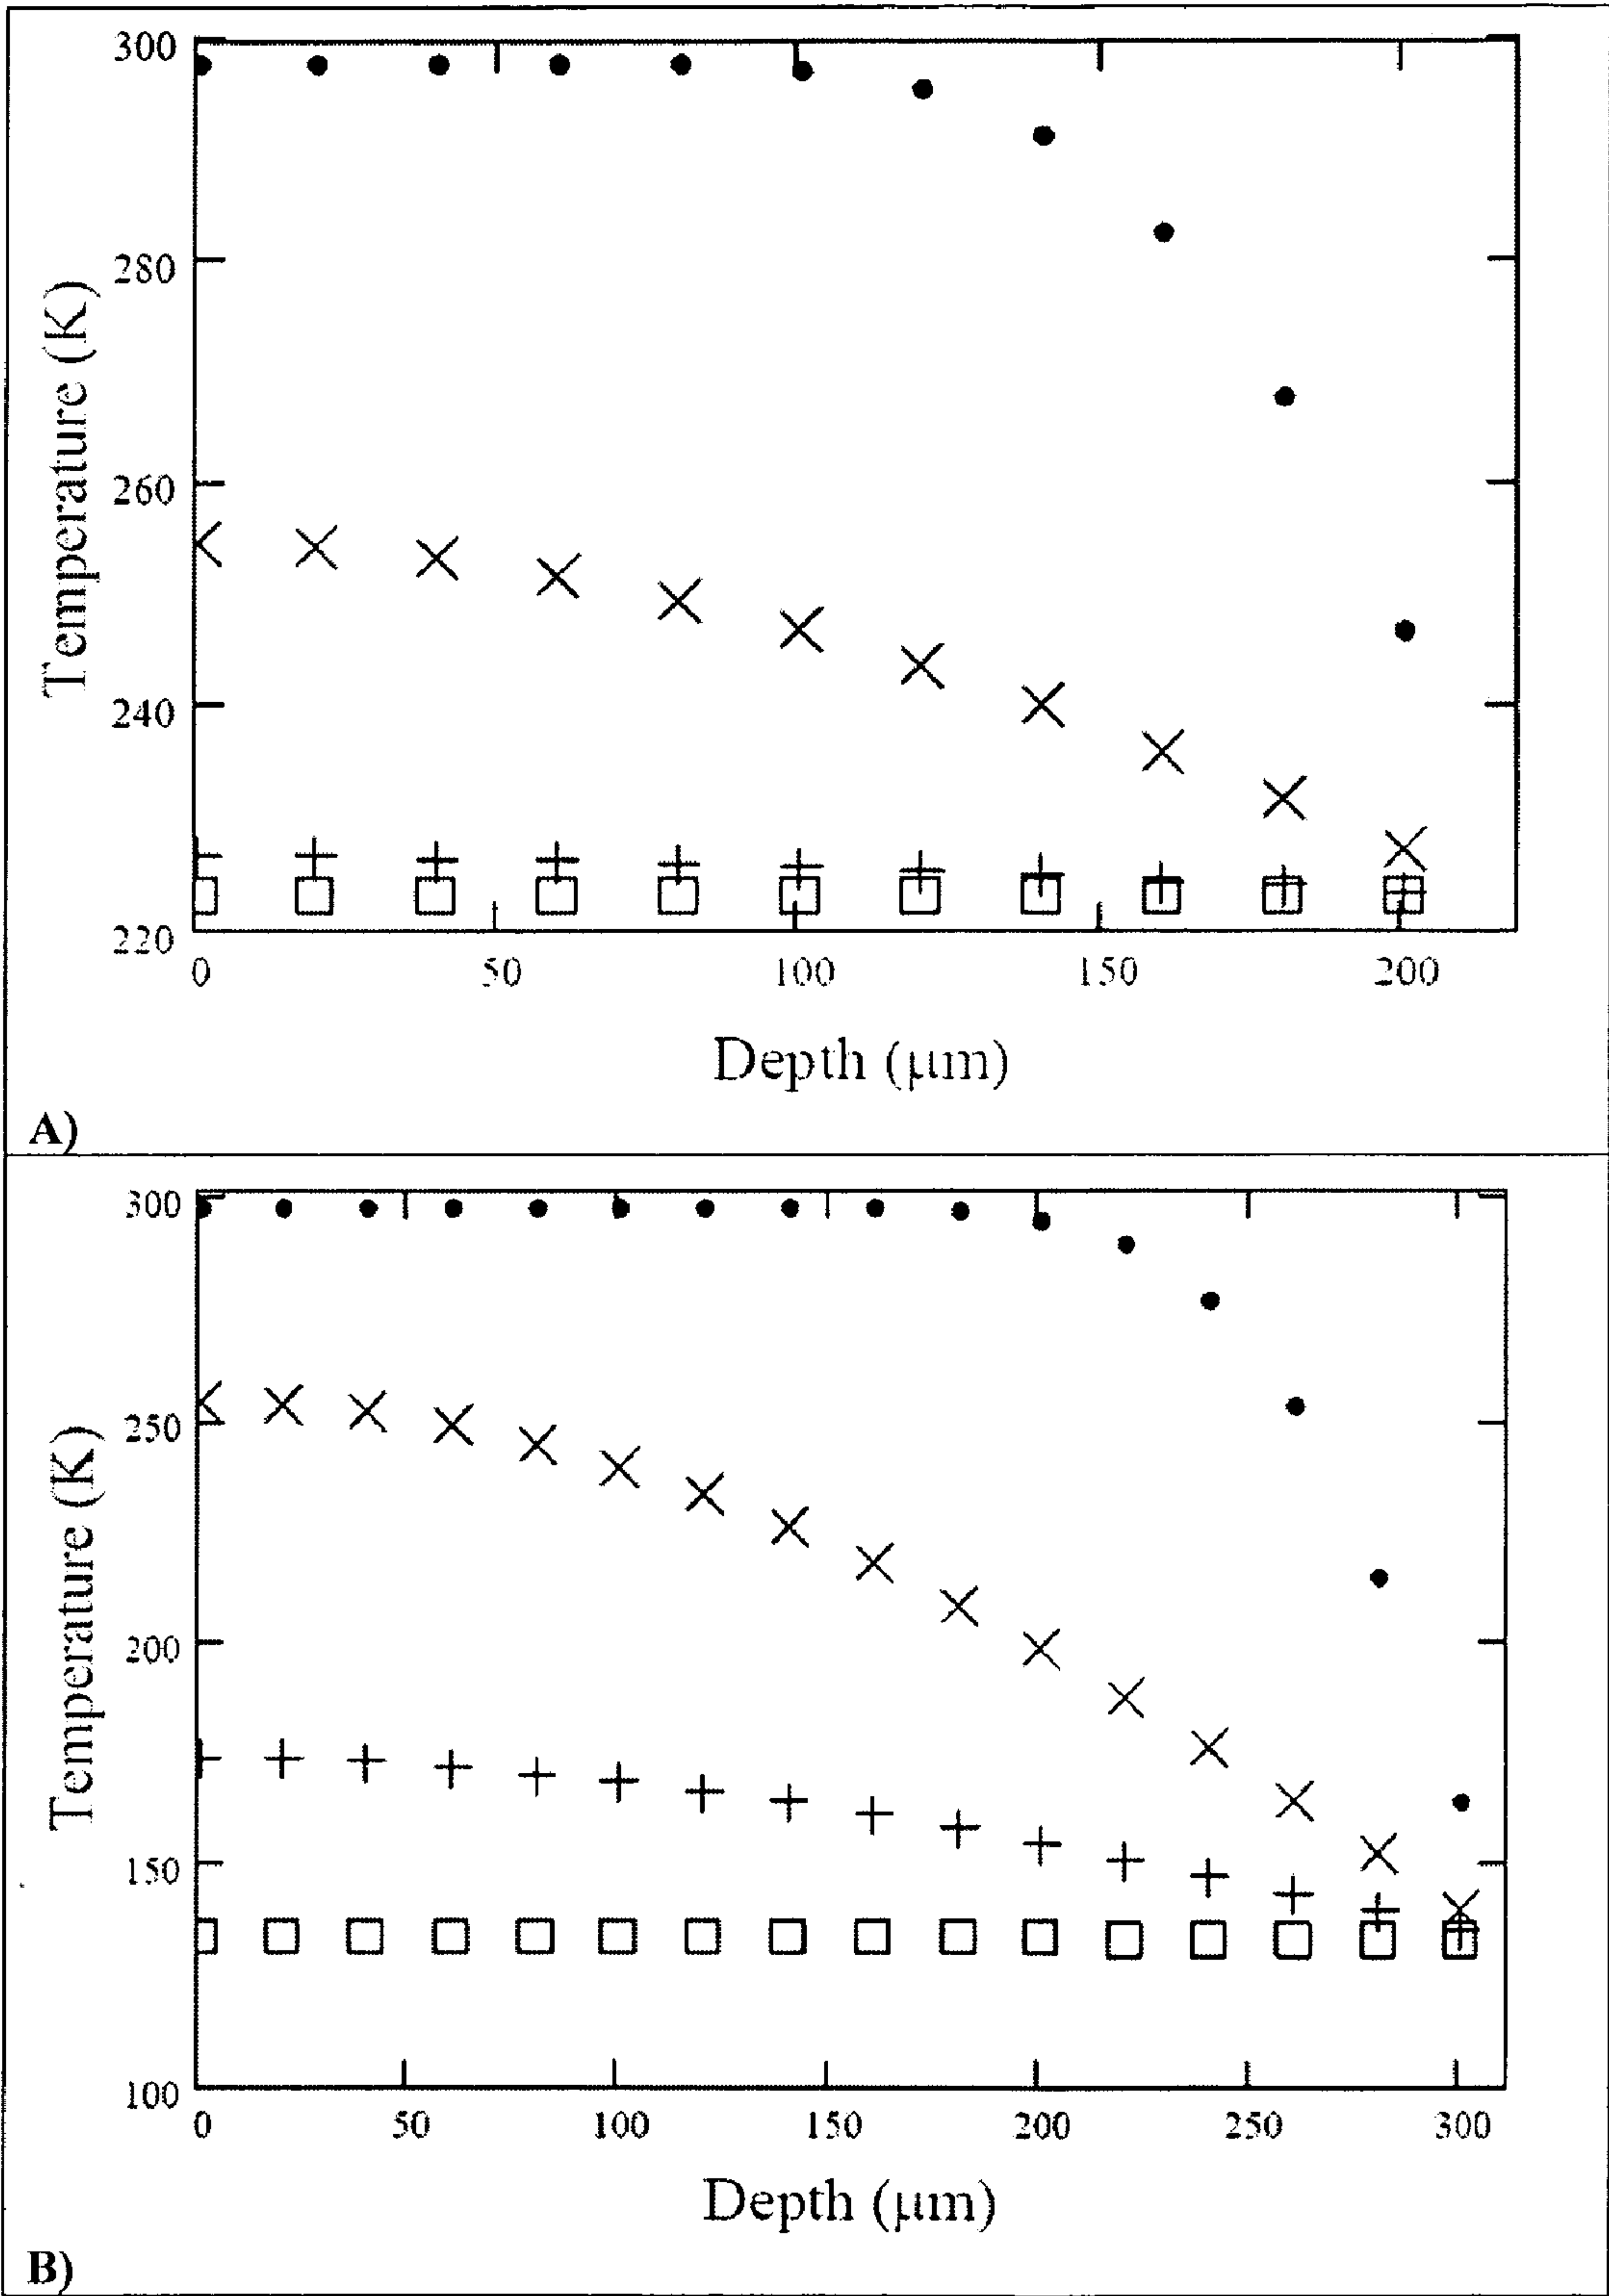 300
280
260
240
220
Temperature (K)
0 50 100 150 200
Depth (μm)
A)
300
250
200
150
100
Temperature (K)
0 50 100 150 200 250 300
Depth (μm)
B)